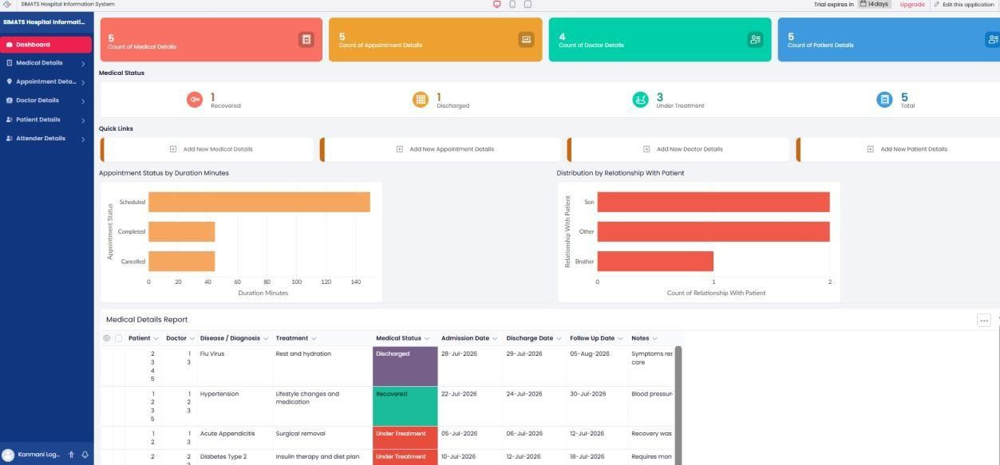 SIMATS Hospital Information System
Trial expires in 14 days Upgrade Edit this application
SIMATS Hospital Informati...
Dashboard
Medical Details
Appointment Deta...
Doctor Details
Patient Details
Attender Details
Kanmani Log...
5
Count of Medical Details
5
Count of Appointment Details
4
Count of Doctor Details
5
Count of Patient Details
Medical Status
1
Recovered
1
Discharged
3
Under Treatment
5
Total
Quick Links
Add New Medical Details
Add New Appointment Details
Add New Doctor Details
Add New Patient Details
Appointment Status by Duration Minutes
Appointment Status
Scheduled
Completed
Cancelled
0 20 40 60 80 100 120 140
Duration Minutes
Distribution by Relationship With Patient
Relationship With Patient
Son
Other
Brother
0 1 2
Count of Relationship With Patient
Medical Details Report
Patient Doctor Disease / Diagnosis Treatment Medical Status Admission Date Discharge Date Follow Up Date Notes
2 1 Flu Virus Rest and hydration Discharged 28-Jul-2026 29-Jul-2026 05-Aug-2026 Symptoms res
3 3 care
4
5
1 1 Hypertension Lifestyle changes and Recovered 22-Jul-2026 24-Jul-2026 30-Jul-2026 Blood pressur
2 2 medication
3 3
5
1 1 Acute Appendicitis Surgical removal Under Treatment 05-Jul-2026 06-Jul-2026 12-Jul-2026 Recovery was
2 3
2 2 Diabetes Type 2 Insulin therapy and diet plan Under Treatment 10-Jul-2026 12-Jul-2026 18-Jul-2026 Requires mon